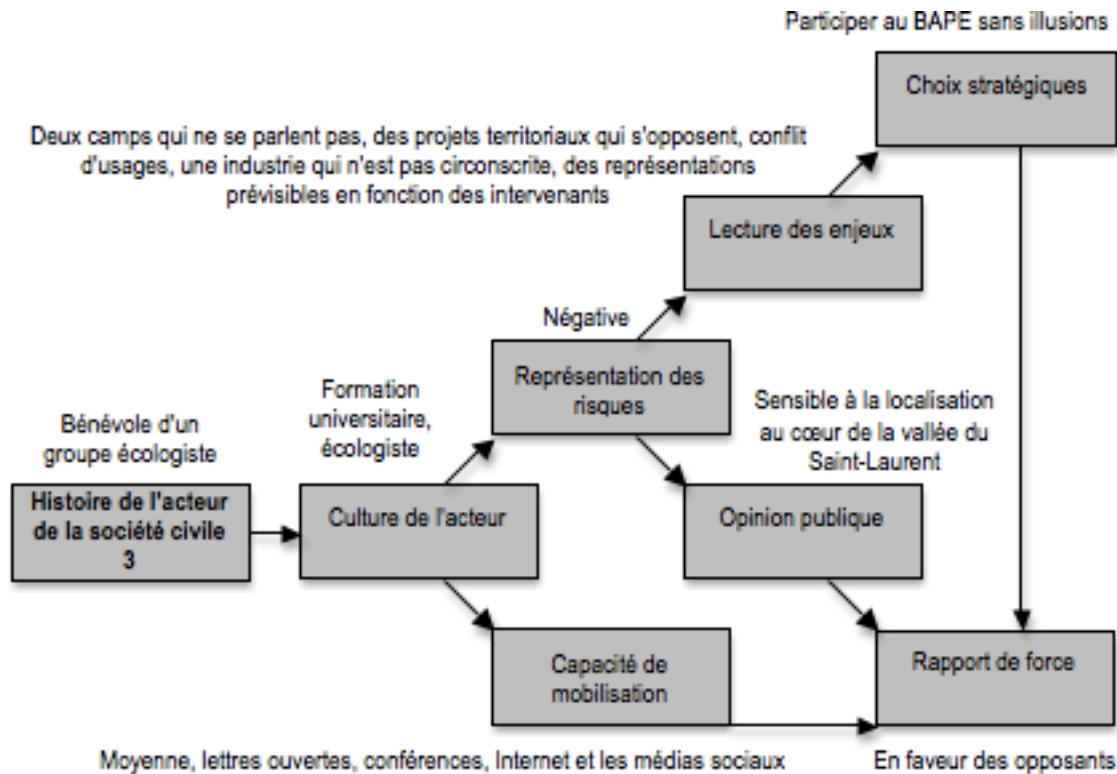 Participer au BAPE sans illusions
Choix stratégiques
Deux camps qui ne se parlent pas, des projets territoriaux qui s'opposent, conflit
d'usages, une industrie qui n'est pas circonscrite, des représentations
prévisibles en fonction des intervenants
Lecture des enjeux
Négative
Représentation des
risques
Formation
universitaire,
écologiste
Sensible à la localisation
au cœur de la vallée du
Saint-Laurent
Bénévole d'un
groupe écologiste
Histoire de l'acteur
de la société civile
3
Culture de l'acteur
Opinion publique
Capacité de
mobilisation
Rapport de force
Moyenne, lettres ouvertes, conférences, Internet et les médias sociaux
En faveur des opposants